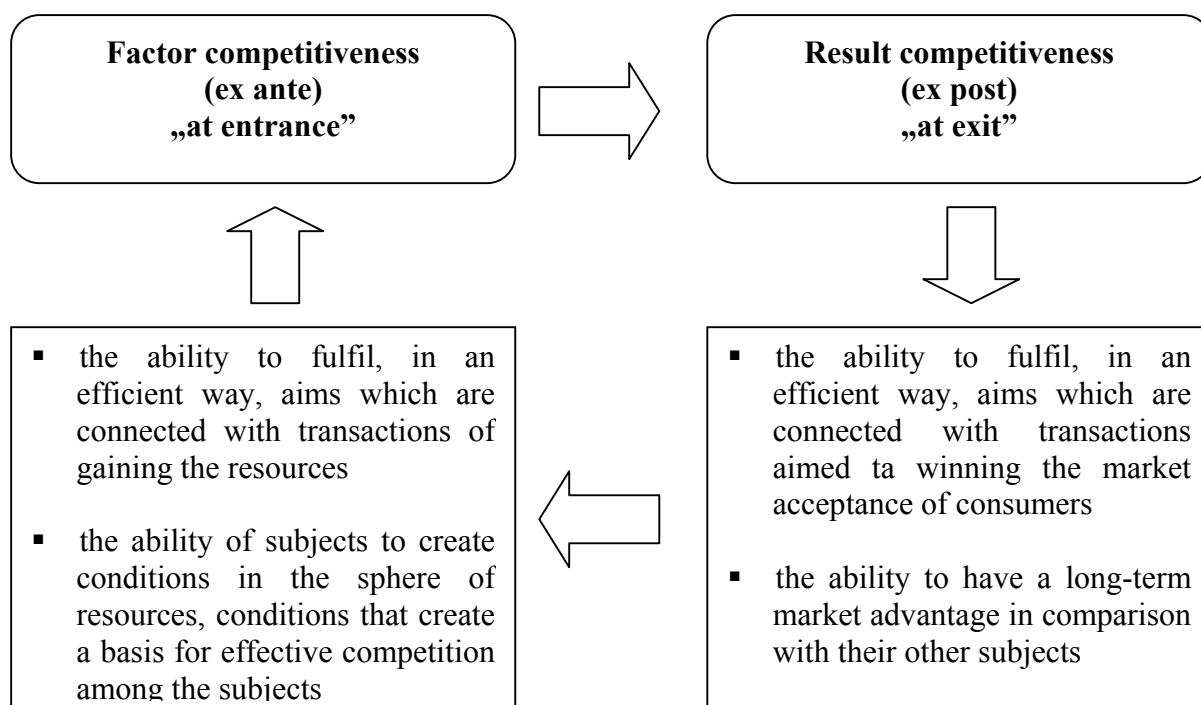 Factor competitiveness
(ex ante)
„at entrance”
Result competitiveness
(ex post)
„at exit”
▪ the ability to fulfil, in an
efficient way, aims which are
connected with transactions of
gaining the resources
▪ the ability of subjects to create
conditions in the sphere of
resources, conditions that create
a basis for effective competition
among the subjects
▪ the ability to fulfil, in an
efficient way, aims which are
connected with transactions
aimed ta winning the market
acceptance of consumers
▪ the ability to have a long-term
market advantage in comparison
with their other subjects